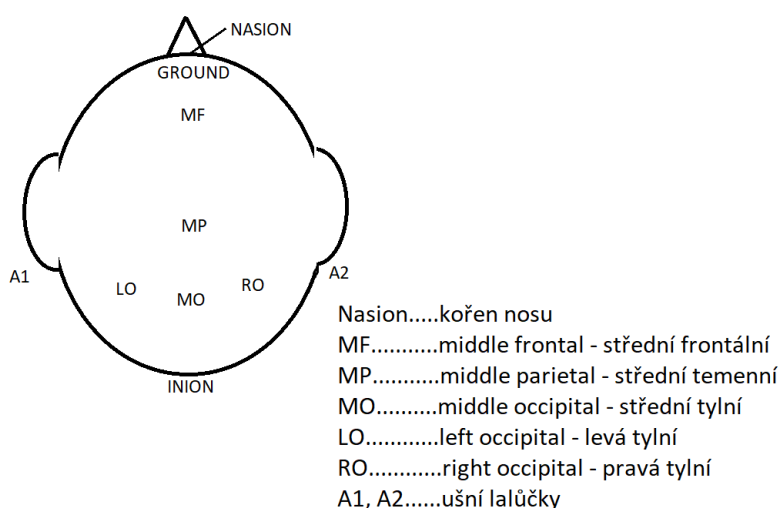 NASION
GROUND
MF
MP
A1
A2
LO
MO
RO
INION
Nasion.....kořen nosu
MF...........middle frontal - střední frontální
MP...........middle parietal - střední temenní
MO..........middle occipital - střední tylní
LO............left occipital - levá tylní
RO............right occipital - pravá tylní
A1, A2......ušní lalůčky